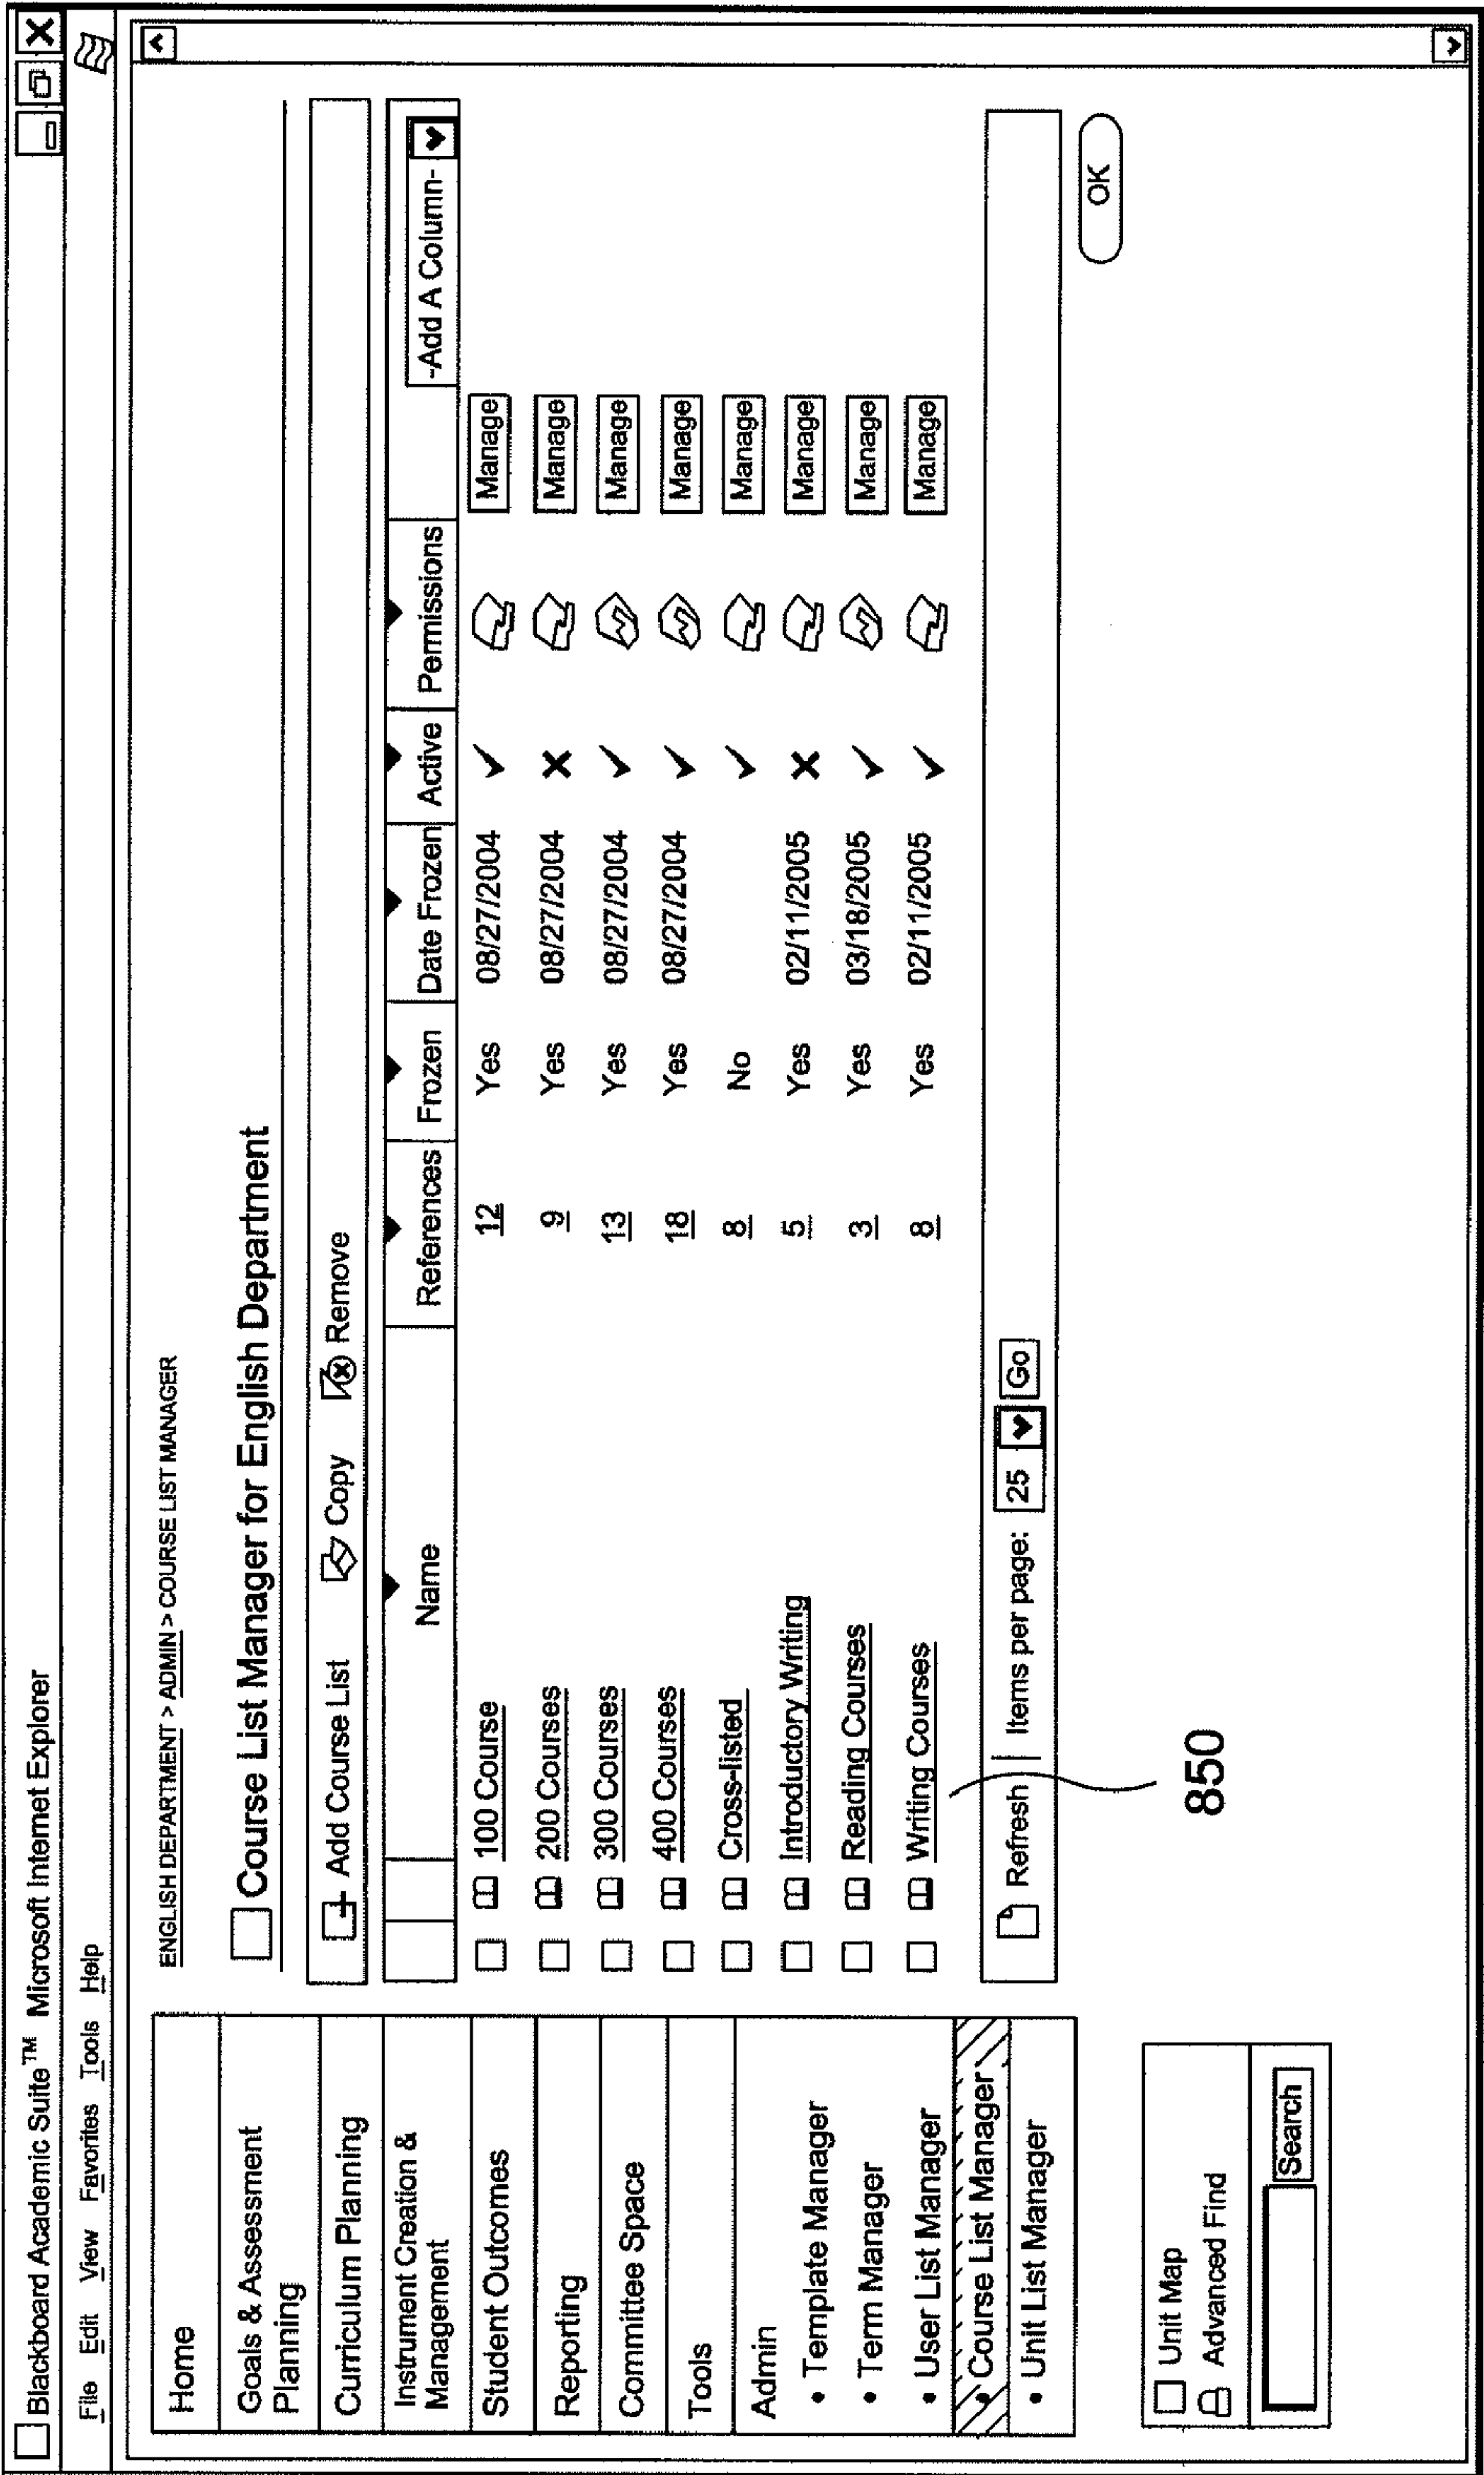 Blackboard Academic Suite™ Microsoft Internet Explorer
File Edit View Favorites Tools Help
Home
Goals & Assessment
Planning
Curriculum Planning
Instrument Creation &
Management
Student Outcomes
Reporting
Committee Space
Tools
Admin
• Template Manager
• Term Manager
• User List Manager
• Course List Manager
• Unit List Manager
Unit Map
Advanced Find
Search
ENGLISH DEPARTMENT > ADMIN > COURSE LIST MANAGER
Course List Manager for English Department
Add Course List Copy Remove
Name References Frozen Date Frozen Active Permissions -Add A Column-
100 Course 12 Yes 08/27/2004 Manage
200 Courses 9 Yes 08/27/2004 Manage
300 Courses 13 Yes 08/27/2004 Manage
400 Courses 18 Yes 08/27/2004 Manage
Cross-listed 8 No Manage
Introductory Writing 5 Yes 02/11/2005 Manage
Reading Courses 3 Yes 03/18/2005 Manage
Writing Courses 8 Yes 02/11/2005 Manage
Refresh | Items per page: 25 Go
OK
850